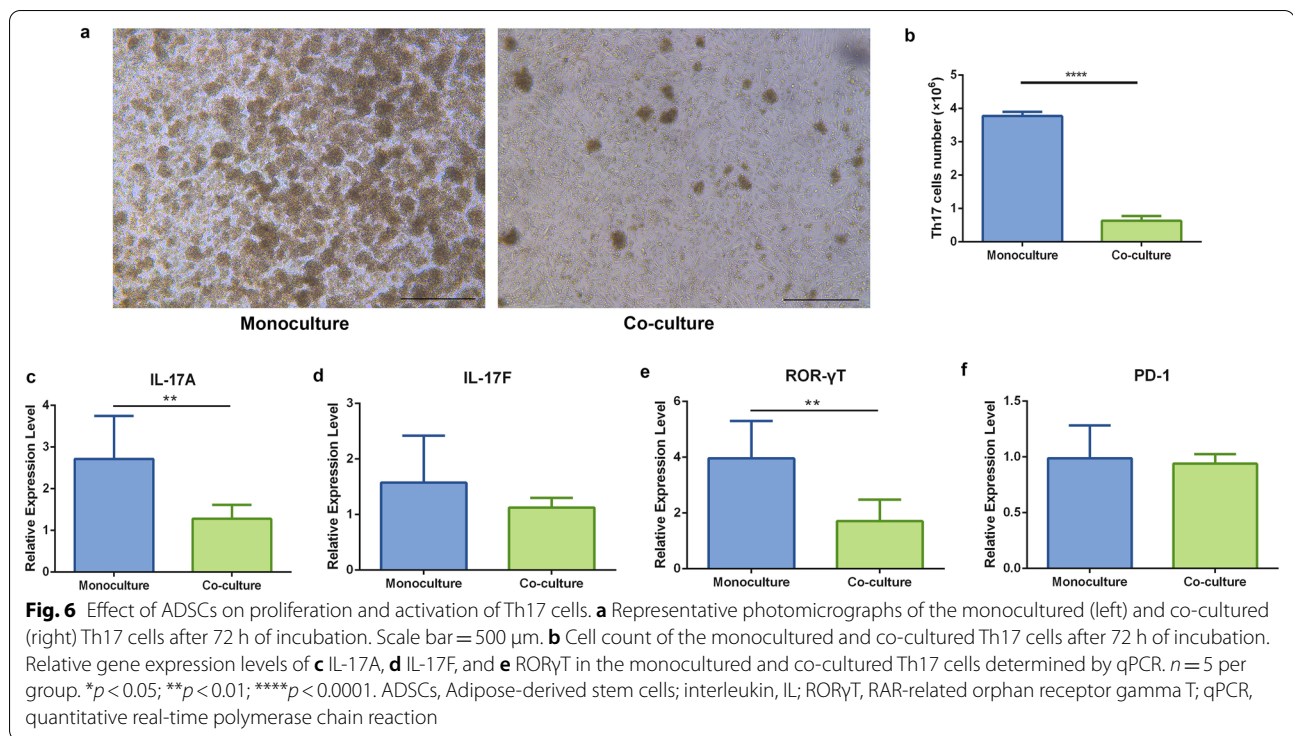 a
Monoculture
Co-culture
b
Th17 cells number (×10⁶)
5
4
3
2
1
0
****
Monoculture
Co-culture
c
IL-17A
Relative Expression Level
4
3
2
1
0
**
Monoculture
Co-culture
d
IL-17F
Relative Expression Level
3
2
1
0
Monoculture
Co-culture
e
ROR-γT
Relative Expression Level
6
4
2
0
**
Monoculture
Co-culture
f
PD-1
Relative Expression Level
1.5
1.0
0.5
0.0
Monoculture
Co-culture
Fig. 6 Effect of ADSCs on proliferation and activation of Th17 cells. a Representative photomicrographs of the monocultured (left) and co-cultured
(right) Th17 cells after 72 h of incubation. Scale bar = 500 μm. b Cell count of the monocultured and co-cultured Th17 cells after 72 h of incubation.
Relative gene expression levels of c IL-17A, d IL-17F, and e RORγT in the monocultured and co-cultured Th17 cells determined by qPCR. n = 5 per
group. *p < 0.05; **p < 0.01; ****p < 0.0001. ADSCs, Adipose-derived stem cells; interleukin, IL; RORγT, RAR-related orphan receptor gamma T; qPCR,
quantitative real-time polymerase chain reaction